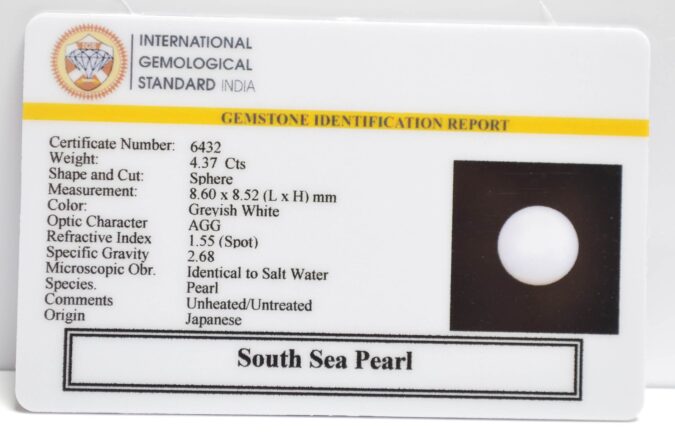 INTERNATIONAL
GEMOLOGICAL
STANDARD INDIA
GEMSTONE IDENTIFICATION REPORT
Certificate Number: 6432
Weight: 4.37 Cts
Shape and Cut: Sphere
Measurement: 8.60 x 8.52 (L x H) mm
Color: Greyish White
Optic Character AGG
Refractive Index 1.55 (Spot)
Specific Gravity 2.68
Microscopic Obr. Identical to Salt Water
Species. Pearl
Comments Unheated/Untreated
Origin Japanese
South Sea Pearl